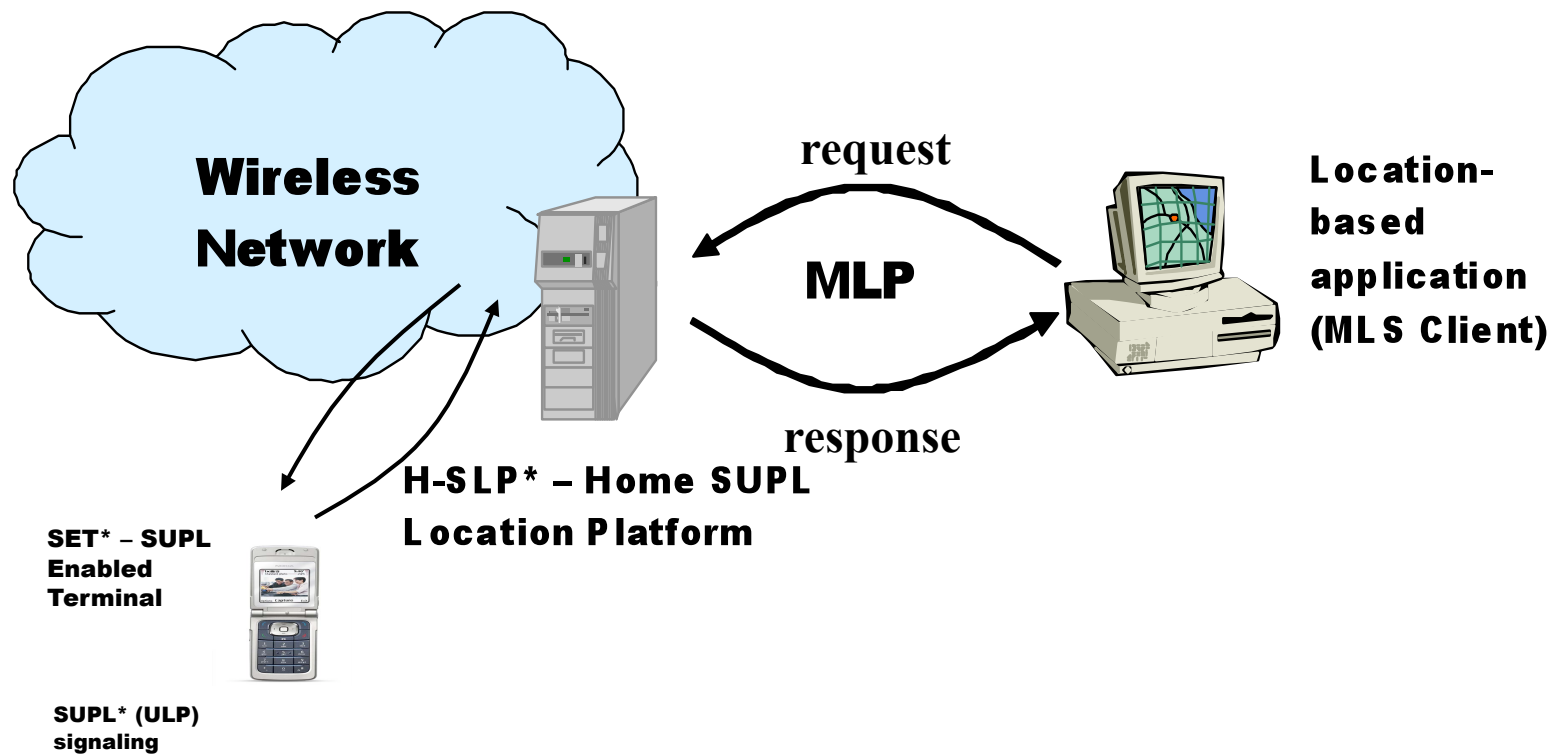 Wireless
Network
request
MLP
response
Location-
based
application
(MLS Client)
H-SLP* – Home SUPL
Location Platform
SET* – SUPL
Enabled
Terminal
SUPL* (ULP)
signaling